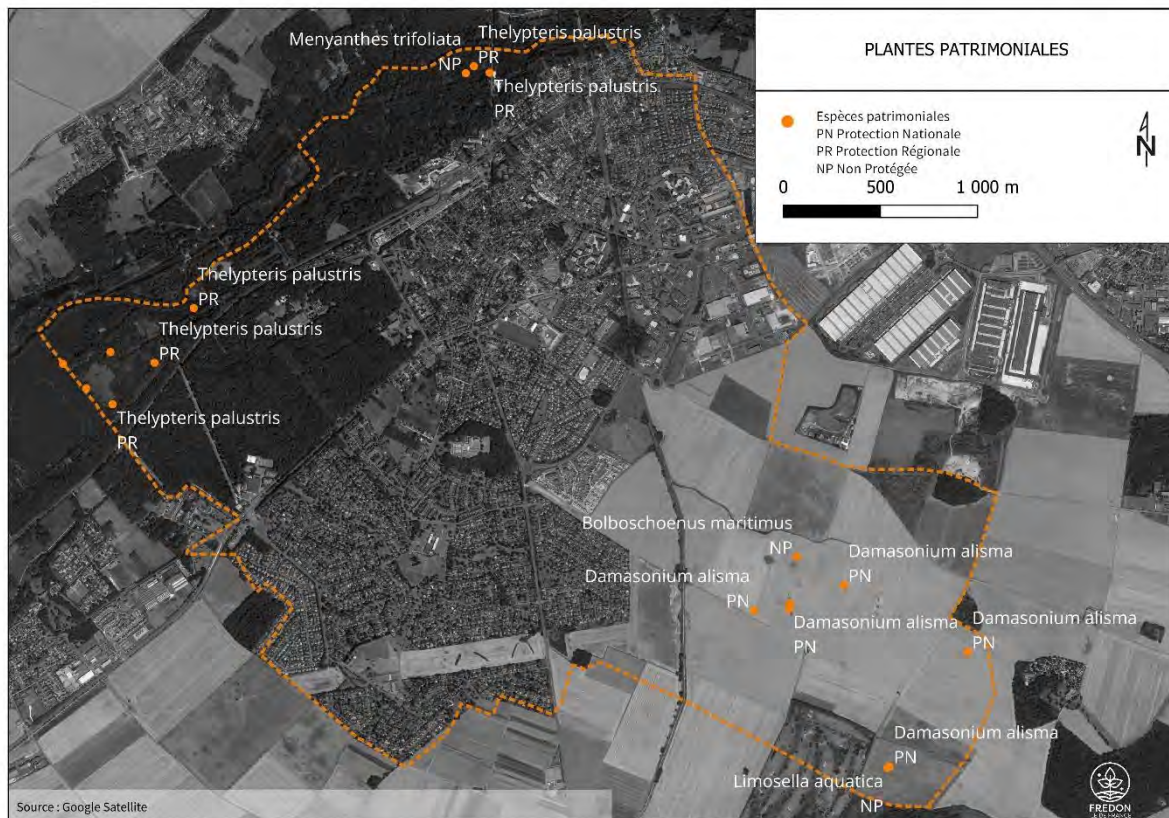 PLANTES PATRIMONIALES
Espèces patrimoniales
PN Protection Nationale
PR Protection Régionale
NP Non Protégée
N
0 500 1 000 m
Menyanthes trifoliata
NP
Thelypteris palustris
PR
Thelypteris palustris
PR
Thelypteris palustris
PR
Thelypteris palustris
PR
Thelypteris palustris
PR
Bolboschoenus maritimus
NP
Damasonium alisma
PN
Damasonium alisma
PN
Damasonium alisma
PN
Damasonium alisma
PN
Damasonium alisma
PN
Limosella aquatica
NP
Source : Google Satellite
FREDON
ÎLE DE FRANCE